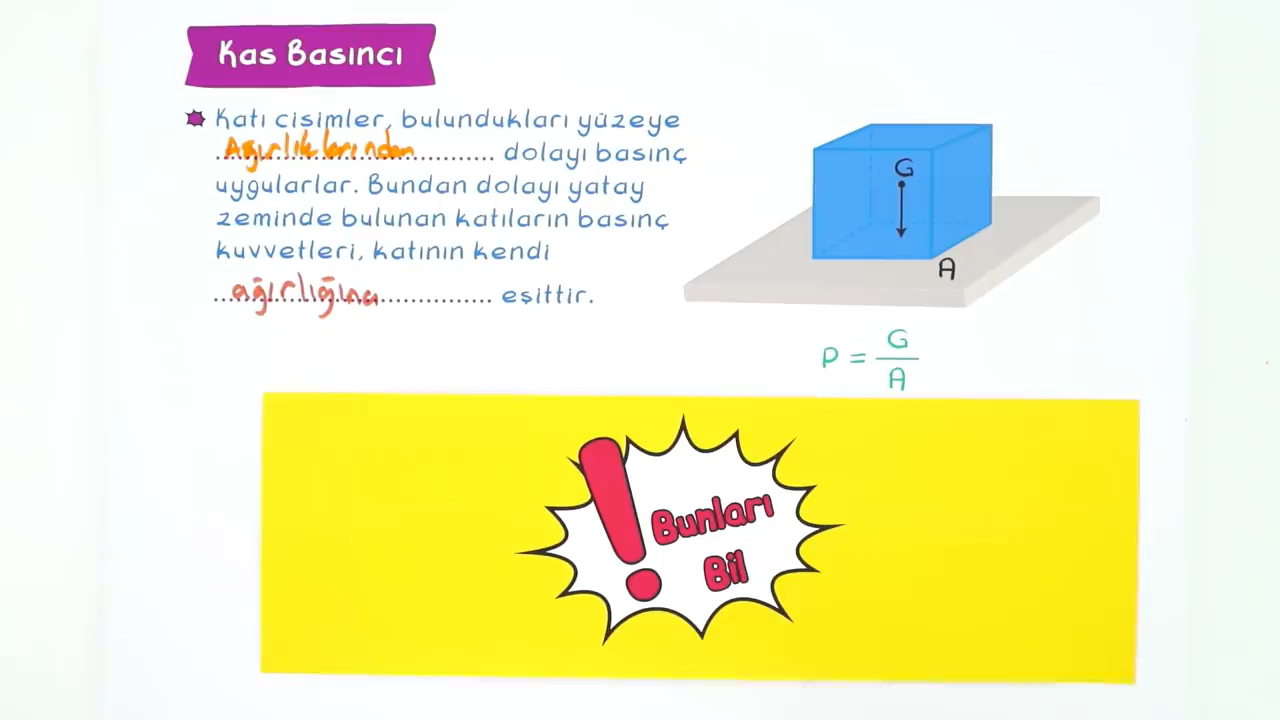 Kas Basıncı
Katı cisimler, bulundukları yüzeye
Ağırlıklarından dolayı basınç
uygularlar. Bundan dolayı yatay
zeminde bulunan katıların basınç
kuvvetleri, katının kendi
ağırlığına eşittir.
G
A
P = G / A
Bunları
Bil